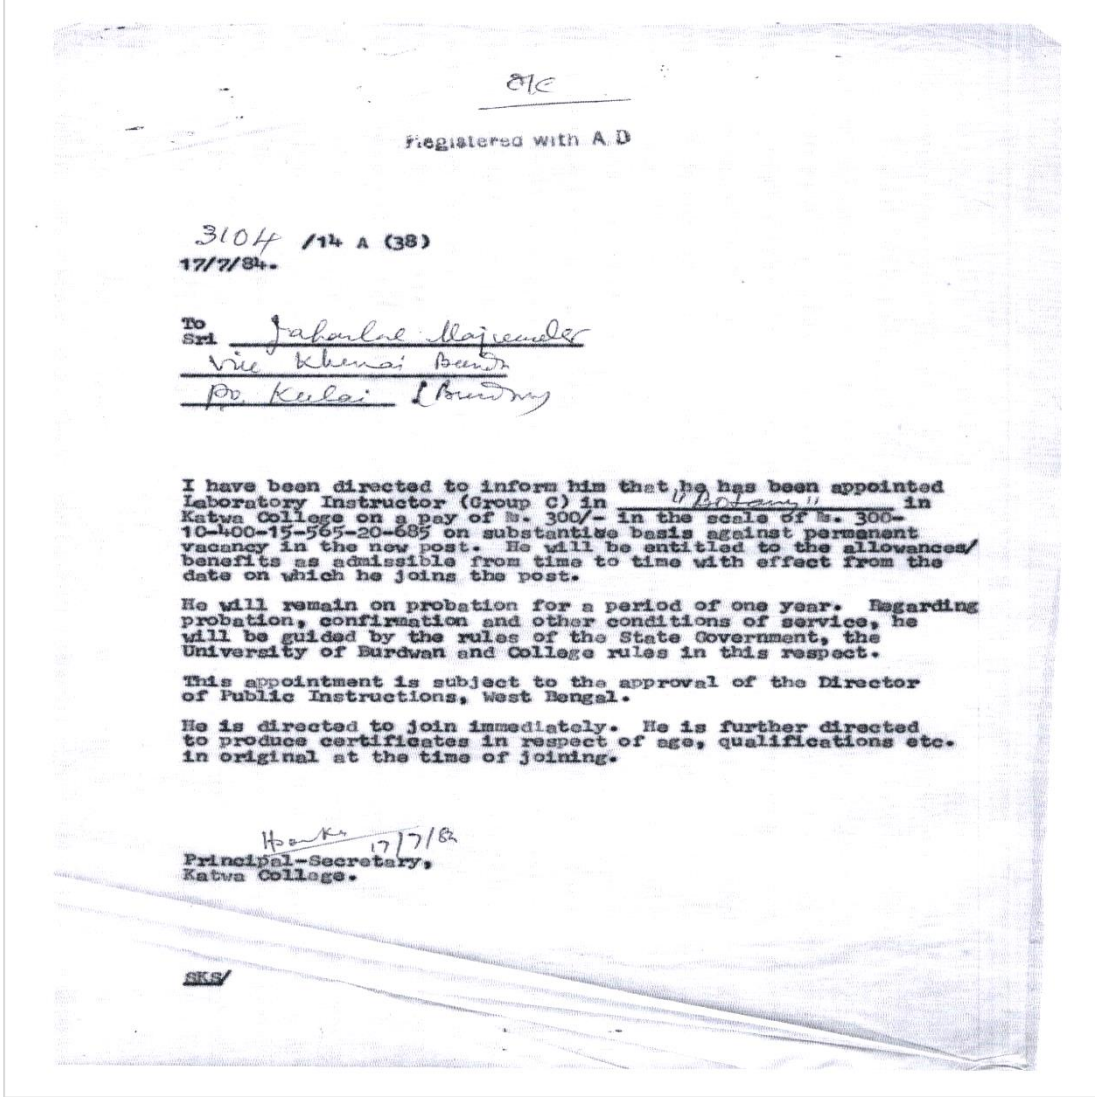 Registered with A.D
3104 /14 A (38)
17/7/84.
To
Sri Jaharlal Majumder
Khenai Bandh
Po. Kulai (Burdwan)
I have been directed to inform him that he has been appointed
Laboratory Instructor (Group C) in "Botany" in
Katwa College on a pay of Rs. 300/- in the scale of Rs. 300-
10-400-15-565-20-685 on substantive basis against permanent
vacancy in the new post. He will be entitled to the allowances/
benefits as admissible from time to time with effect from the
date on which he joins the post.
He will remain on probation for a period of one year. Regarding
probation, confirmation and other conditions of service, he
will be guided by the rules of the State Government, the
University of Burdwan and College rules in this respect.
This appointment is subject to the approval of the Director
of Public Instructions, West Bengal.
He is directed to join immediately. He is further directed
to produce certificates in respect of age, qualifications etc.
in original at the time of joining.
17/7/84
Principal-Secretary,
Katwa College.
SKS/